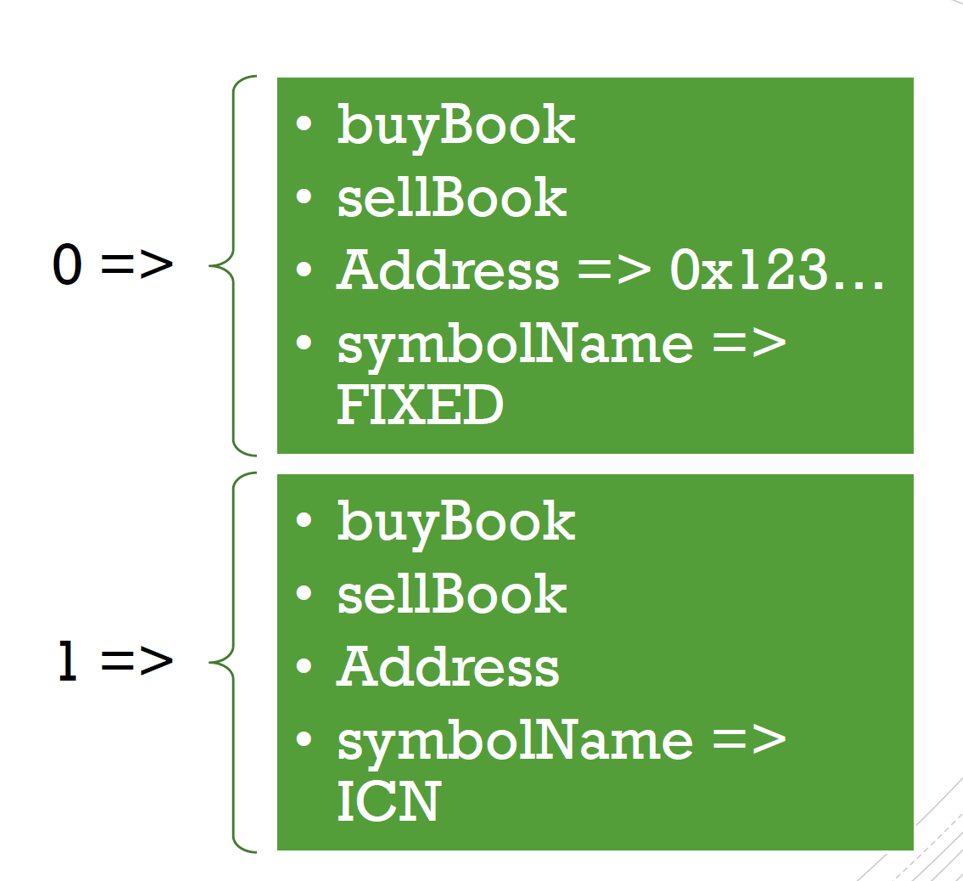 0 =>
• buyBook
• sellBook
• Address => 0x123...
• symbolName =>
FIXED
1 =>
• buyBook
• sellBook
• Address
• symbolName =>
ICN